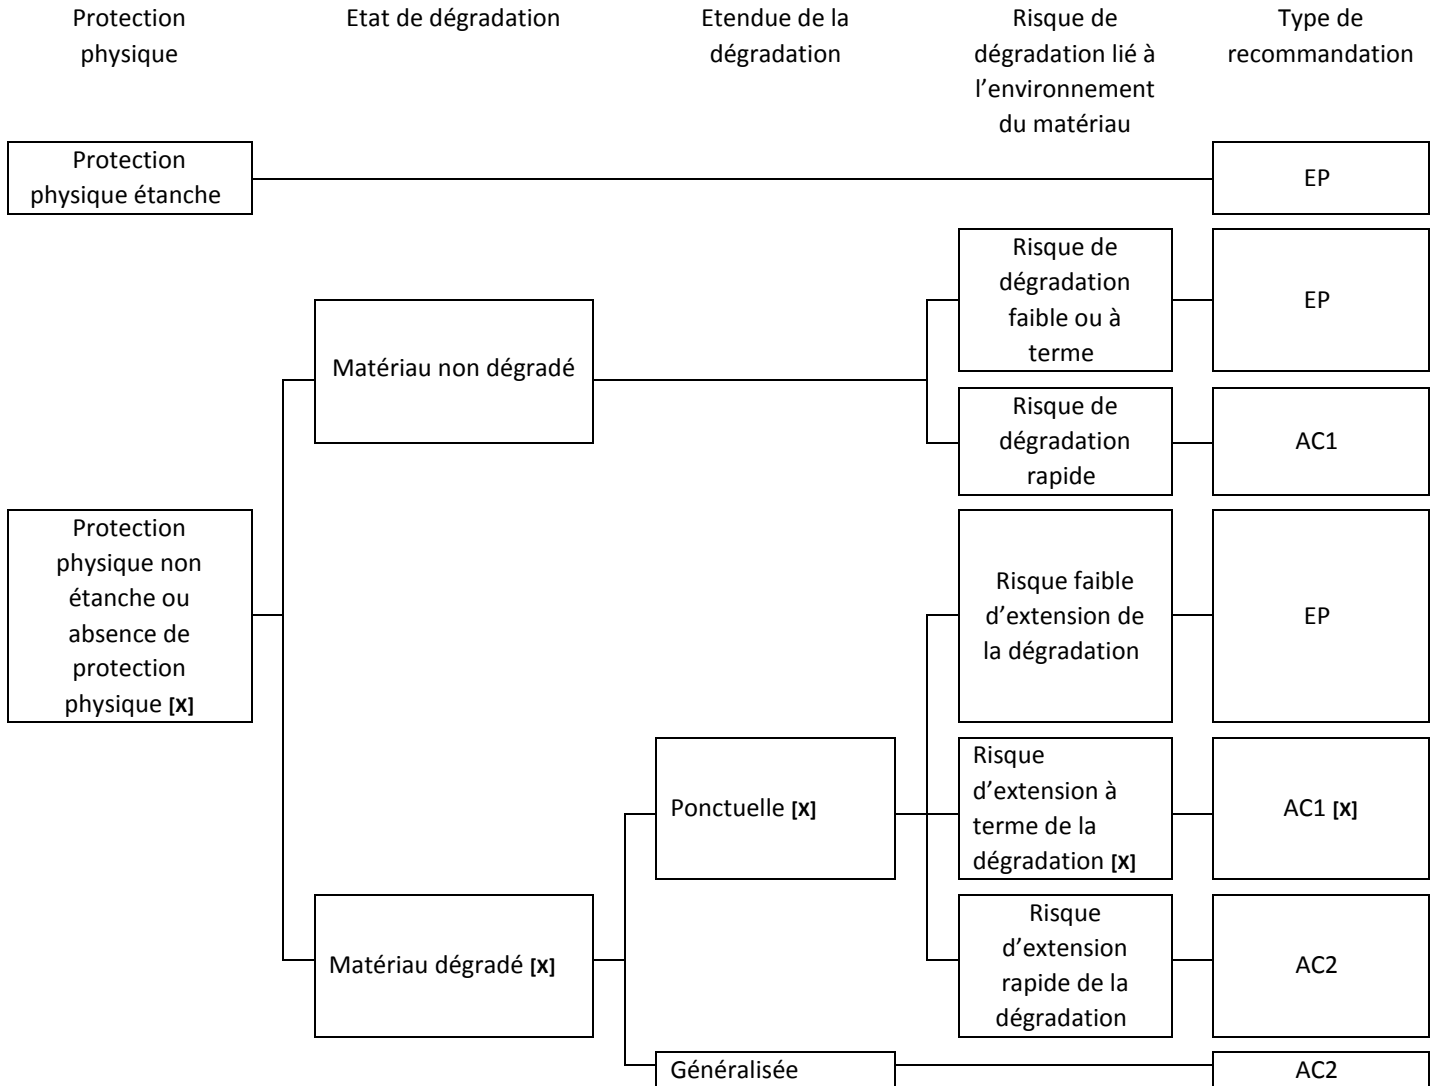 Protection
physique
Etat de dégradation
Etendue de la
dégradation
Risque de
dégradation lié à
l’environnement
du matériau
Type de
recommandation
Protection
physique étanche
EP
Risque de
dégradation
faible ou à
terme
EP
Matériau non dégradé
Risque de
dégradation
rapide
AC1
Protection
physique non
étanche ou
absence de
protection
physique [X]
Risque faible
d’extension de
la dégradation
EP
Ponctuelle [X]
Risque
d’extension à
terme de la
dégradation [X]
AC1 [X]
Matériau dégradé [X]
Risque
d’extension
rapide de la
dégradation
AC2
Généralisée
AC2